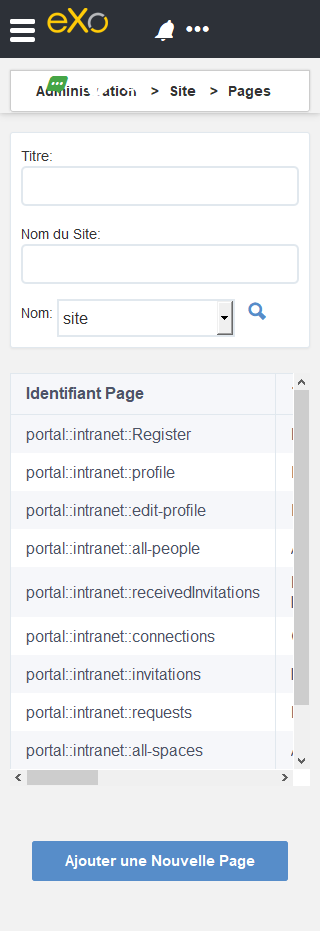 eXo
Administration > Site > Pages
Titre:
Nom du Site:
Nom:
site
Identifiant Page
portal::intranet::Register
portal::intranet::profile
portal::intranet::edit-profile
portal::intranet::all-people
portal::intranet::receivedInvitations
portal::intranet::connections
portal::intranet::invitations
portal::intranet::requests
portal::intranet::all-spaces
Ajouter une Nouvelle Page